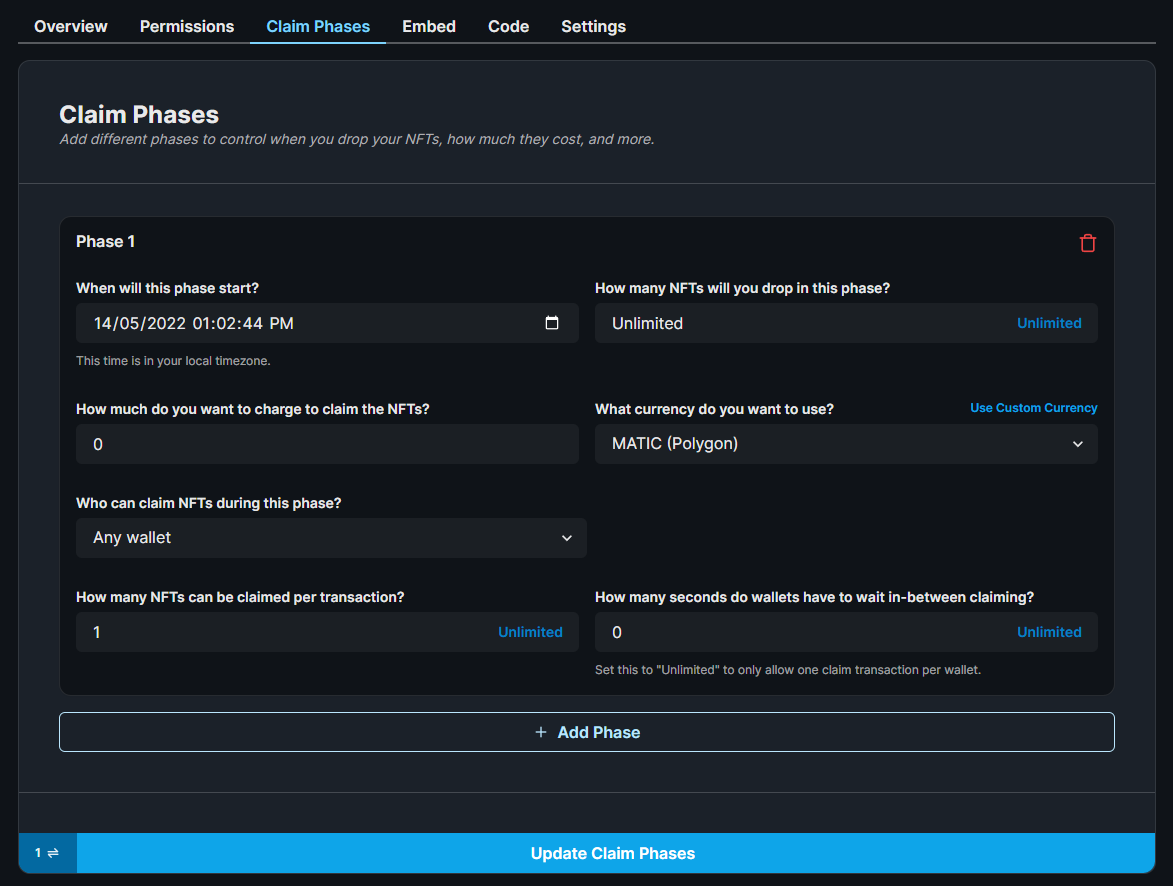 Overview Permissions Claim Phases Embed Code Settings
Claim Phases
Add different phases to control when you drop your NFTs, how much they cost, and more.
Phase 1
When will this phase start?
14/05/2022 01:02:44 PM
This time is in your local timezone.
How many NFTs will you drop in this phase?
Unlimited Unlimited
How much do you want to charge to claim the NFTs?
0
What currency do you want to use? Use Custom Currency
MATIC (Polygon)
Who can claim NFTs during this phase?
Any wallet
How many NFTs can be claimed per transaction?
1 Unlimited
How many seconds do wallets have to wait in-between claiming?
0 Unlimited
Set this to "Unlimited" to only allow one claim transaction per wallet.
+ Add Phase
1 ⇌ Update Claim Phases